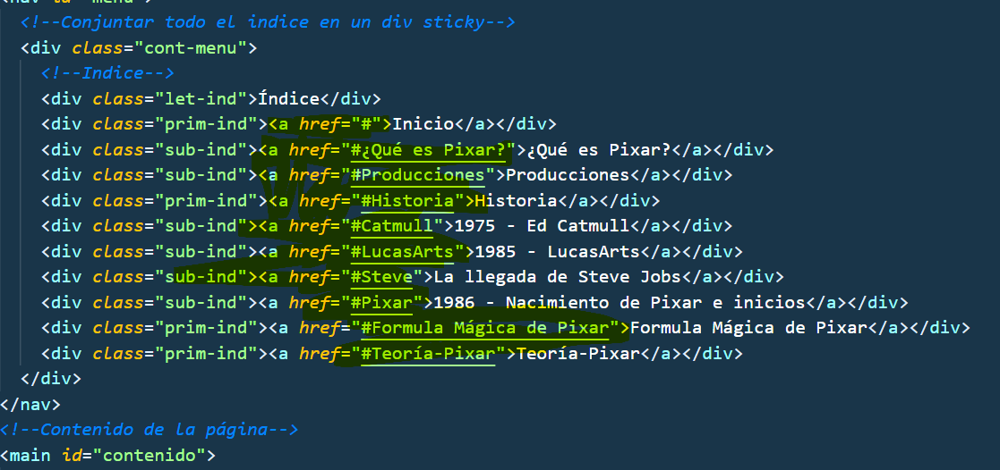 <nav id="menu">
<!--Conjuntar todo el indice en un div sticky-->
<div class="cont-menu">
<!--Indice-->
<div class="let-ind">Índice</div>
<div class="prim-ind"><a href="#">Inicio</a></div>
<div class="sub-ind"><a href="#¿Qué es Pixar?">¿Qué es Pixar?</a></div>
<div class="sub-ind"><a href="#Producciones">Producciones</a></div>
<div class="prim-ind"><a href="#Historia">Historia</a></div>
<div class="sub-ind"><a href="#Catmull">1975 - Ed Catmull</a></div>
<div class="sub-ind"><a href="#LucasArts">1985 - LucasArts</a></div>
<div class="sub-ind"><a href="#Steve">La llegada de Steve Jobs</a></div>
<div class="sub-ind"><a href="#Pixar">1986 - Nacimiento de Pixar e inicios</a></div>
<div class="prim-ind"><a href="#Formula Mágica de Pixar">Formula Mágica de Pixar</a></div>
<div class="prim-ind"><a href="#Teoría-Pixar">Teoría-Pixar</a></div>
</div>
</nav>
<!--Contenido de la página-->
<main id="contenido">